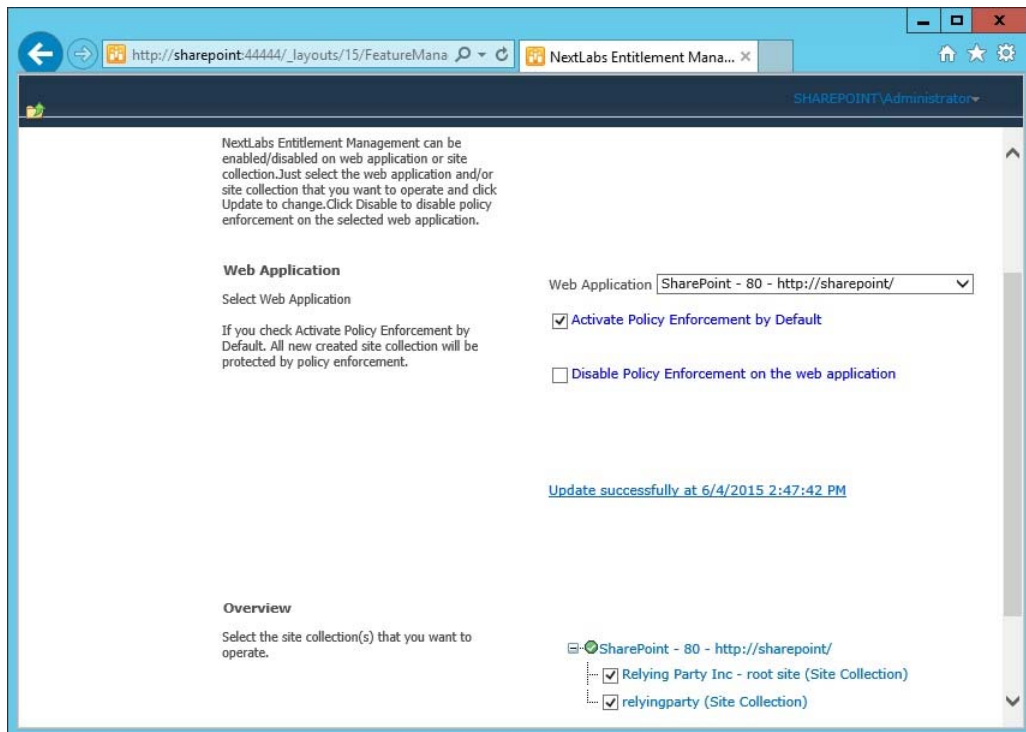 http://sharepoint:44444/_layouts/15/FeatureMana
NextLabs Entitlement Mana...
SHAREPOINT\Administrator
NextLabs Entitlement Management can be
enabled/disabled on web application or site
collection.Just select the web application and/or
site collection that you want to operate and click
Update to change.Click Disable to disable policy
enforcement on the selected web application.
Web Application
Select Web Application
If you check Activate Policy Enforcement by
Default. All new created site collection will be
protected by policy enforcement.
Web Application SharePoint - 80 - http://sharepoint/
Activate Policy Enforcement by Default
Disable Policy Enforcement on the web application
Update successfully at 6/4/2015 2:47:42 PM
Overview
Select the site collection(s) that you want to
operate.
SharePoint - 80 - http://sharepoint/
Relying Party Inc - root site (Site Collection)
relyingparty (Site Collection)